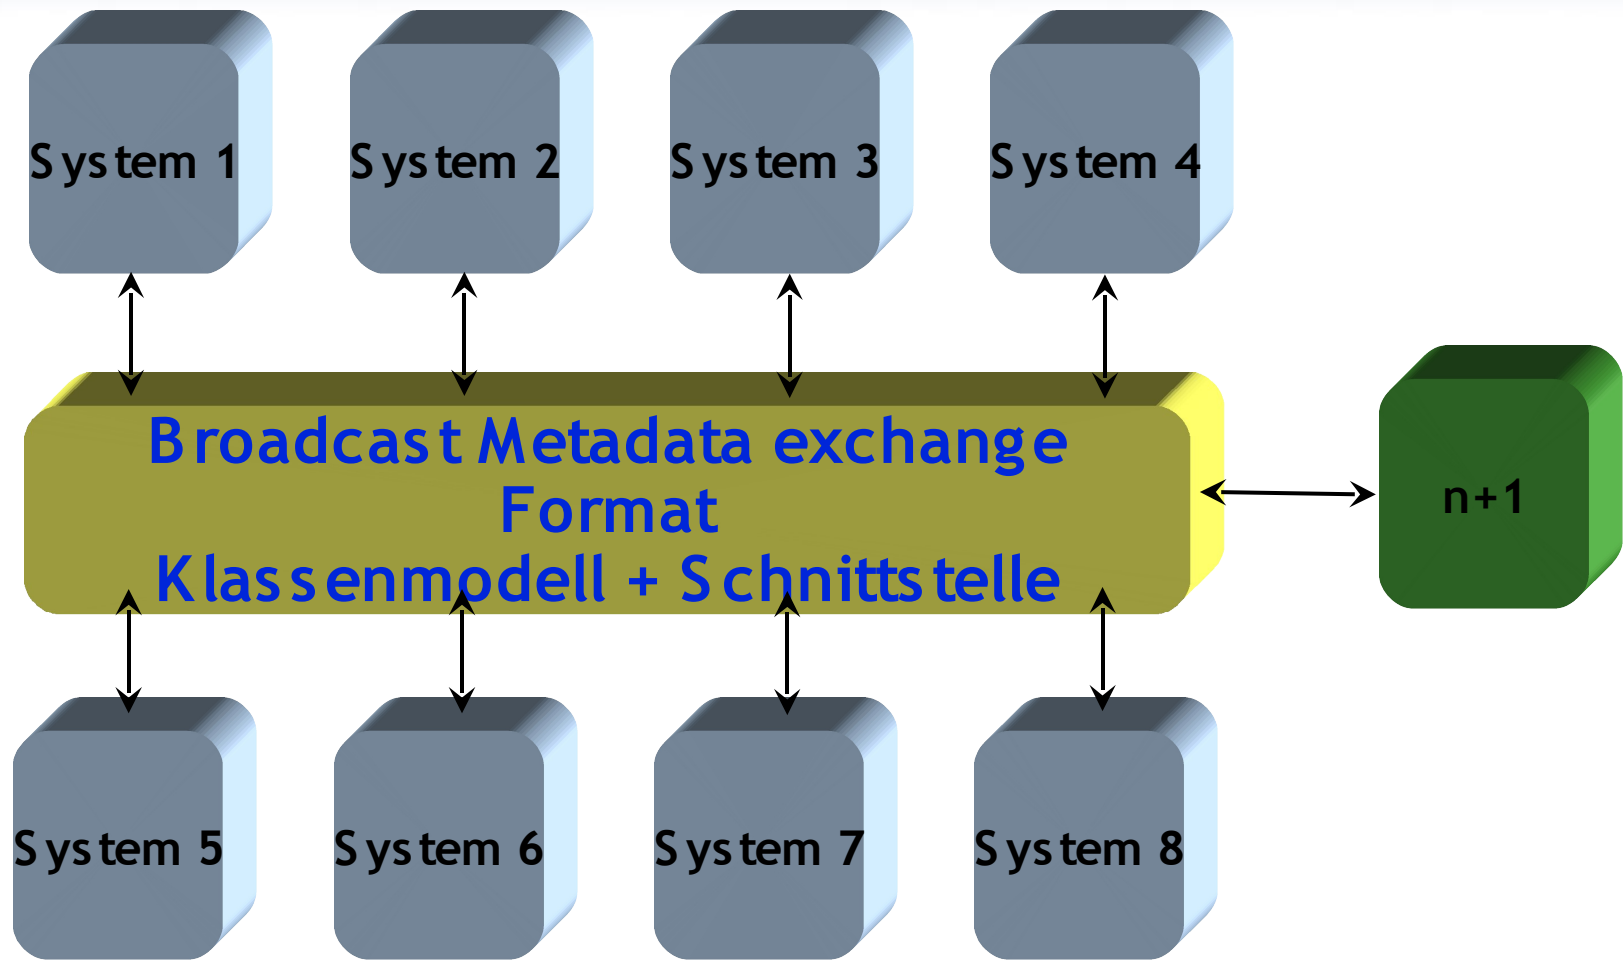 System 1
System 2
System 3
System 4
Broadcast Metadata exchange
Format
Klassenmodell + Schnittstelle
n+1
System 5
System 6
System 7
System 8